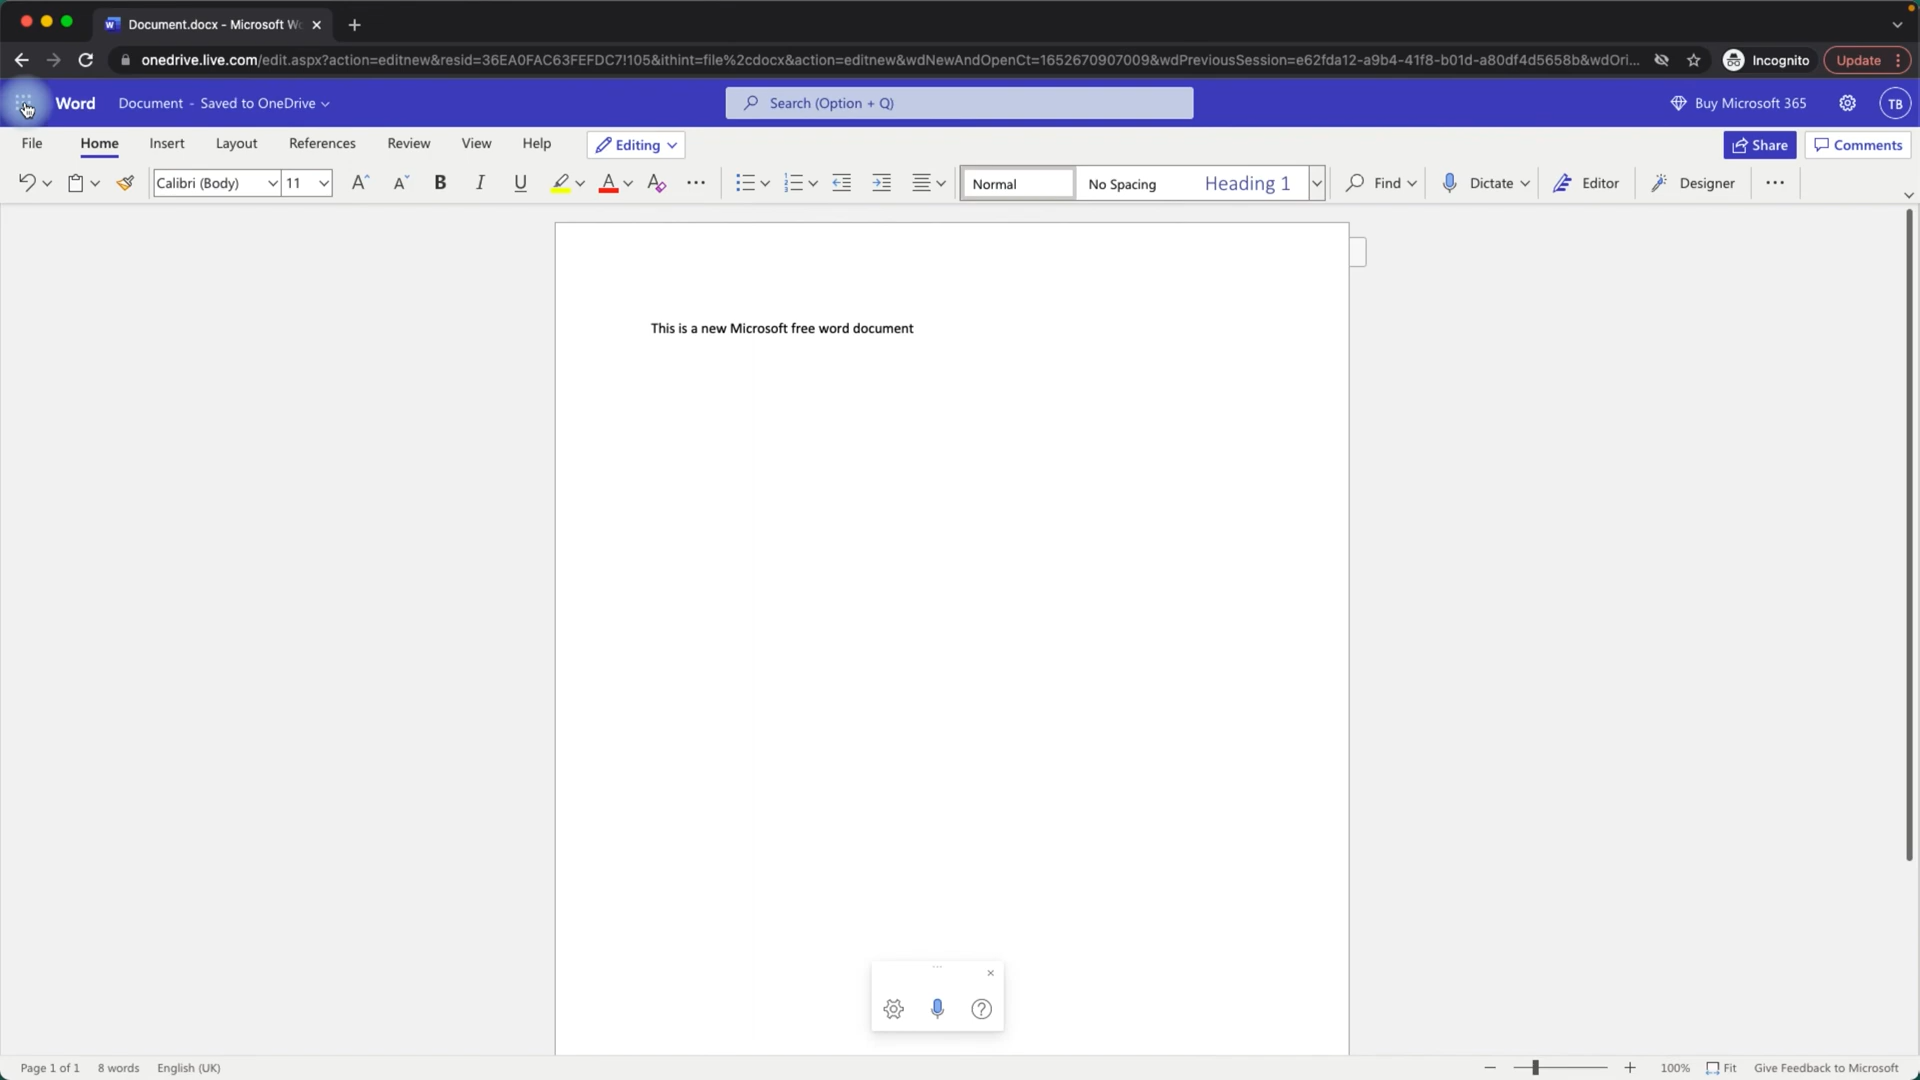 Document.docx - Microsoft Wo
onedrive.live.com/edit.aspx?action=editnew&resid=36EA0FAC63FEFDC7!105&ithint=file%2cdocx&action=editnew&wdNewAndOpenCt=1652670907009&wdPreviousSession=e62fda12-a9b4-41f8-b01d-a80df4d5658b&wdOri...
Incognito
Update
Word
Document - Saved to OneDrive
Search (Option + Q)
Buy Microsoft 365
TB
File Home Insert Layout References Review View Help Editing Share Comments
Calibri (Body) 11 B I U Normal No Spacing Heading 1 Find Dictate Editor Designer
This is a new Microsoft free word document
Page 1 of 1 8 words English (UK) 100% Fit Give Feedback to Microsoft